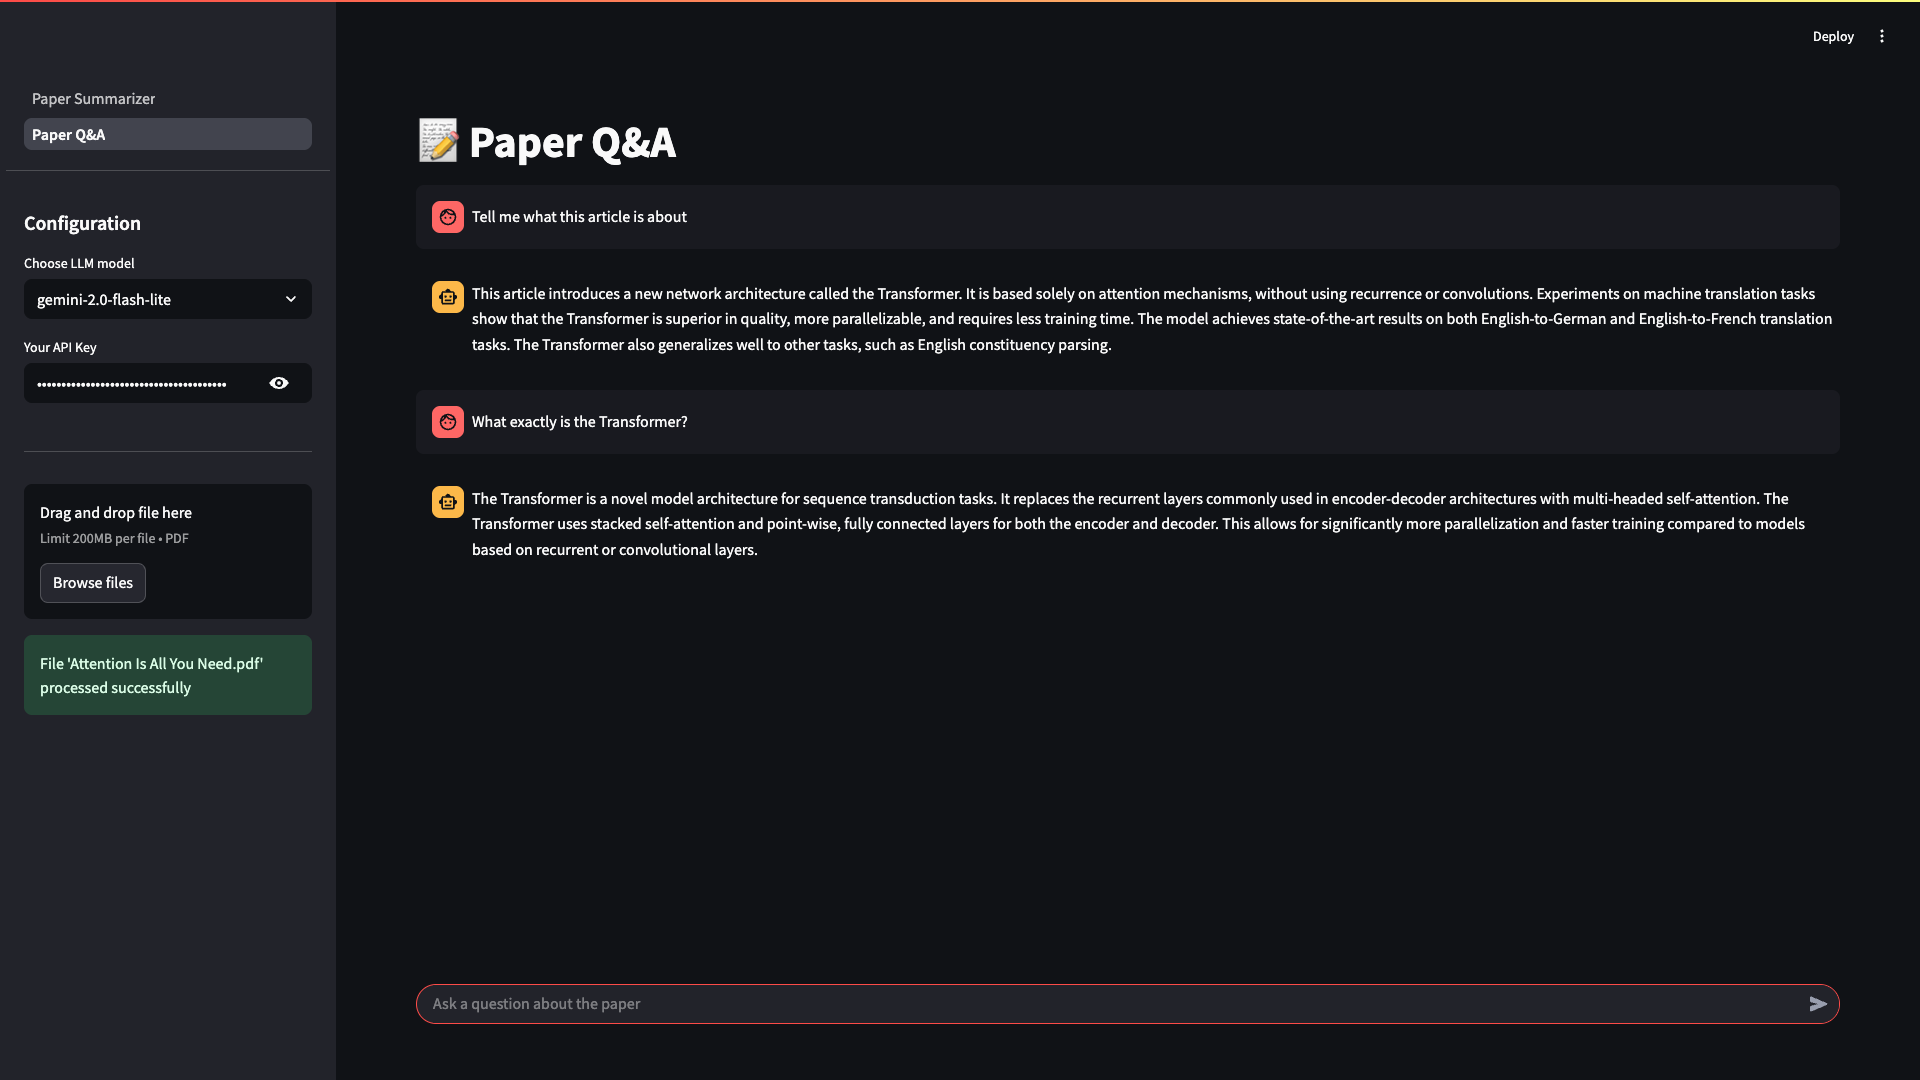 Deploy
Paper Summarizer
Paper Q&A
Configuration
Choose LLM model
gemini-2.0-flash-lite
Your API Key
••••••••••••••••••••••••••••••••••••••
Drag and drop file here
Limit 200MB per file • PDF
Browse files
File 'Attention Is All You Need.pdf'
processed successfully
Paper Q&A
Tell me what this article is about
This article introduces a new network architecture called the Transformer. It is based solely on attention mechanisms, without using recurrence or convolutions. Experiments on machine translation tasks
show that the Transformer is superior in quality, more parallelizable, and requires less training time. The model achieves state-of-the-art results on both English-to-German and English-to-French translation
tasks. The Transformer also generalizes well to other tasks, such as English constituency parsing.
What exactly is the Transformer?
The Transformer is a novel model architecture for sequence transduction tasks. It replaces the recurrent layers commonly used in encoder-decoder architectures with multi-headed self-attention. The
Transformer uses stacked self-attention and point-wise, fully connected layers for both the encoder and decoder. This allows for significantly more parallelization and faster training compared to models
based on recurrent or convolutional layers.
Ask a question about the paper